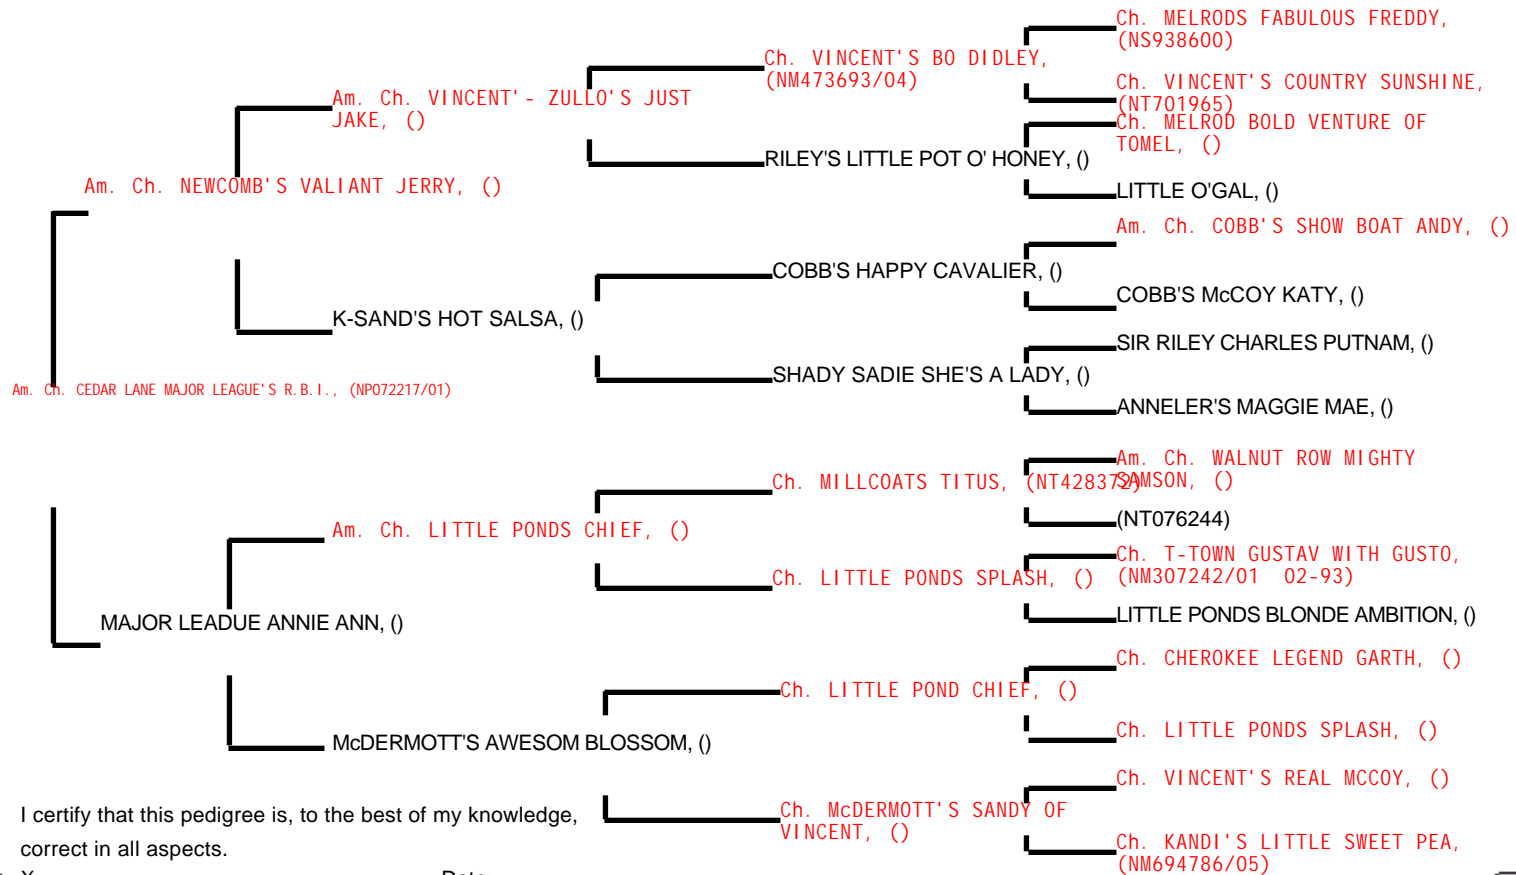 Ch. MELRODS FABULOUS FREDDY,
(NS938600)
Ch. VINCENT'S BO DIDLEY,
(NM473693/04)
Ch. VINCENT'S COUNTRY SUNSHINE,
(NT701965)
Am. Ch. VINCENT'- ZULLO'S JUST
JAKE, ()
Ch. MELROD BOLD VENTURE OF
TOMEL, ()
RILEY'S LITTLE POT O' HONEY, ()
LITTLE O'GAL, ()
Am. Ch. NEWCOMB'S VALIANT JERRY, ()
Am. Ch. COBB'S SHOW BOAT ANDY, ()
COBB'S HAPPY CAVALIER, ()
COBB'S McCOY KATY, ()
K-SAND'S HOT SALSA, ()
SIR RILEY CHARLES PUTNAM, ()
SHADY SADIE SHE'S A LADY, ()
ANNELER'S MAGGIE MAE, ()
Am. Ch. CEDAR LANE MAJOR LEAGUE'S R.B.I., (NP072217/01)
Am. Ch. WALNUT ROW MIGHTY
SAMSON, ()
Ch. MILLCOATS TITUS, (NT428372)
(NT076244)
Am. Ch. LITTLE PONDS CHIEF, ()
Ch. T-TOWN GUSTAV WITH GUSTO,
(NM307242/01 02-93)
Ch. LITTLE PONDS SPLASH, ()
LITTLE PONDS BLONDE AMBITION, ()
MAJOR LEADUE ANNIE ANN, ()
Ch. CHEROKEE LEGEND GARTH, ()
Ch. LITTLE POND CHIEF, ()
Ch. LITTLE PONDS SPLASH, ()
McDERMOTT'S AWESOM BLOSSOM, ()
Ch. VINCENT'S REAL MCCOY, ()
Ch. McDERMOTT'S SANDY OF
VINCENT, ()
Ch. KANDI'S LITTLE SWEET PEA,
(NM694786/05)
I certify that this pedigree is, to the best of my knowledge,
correct in all aspects.